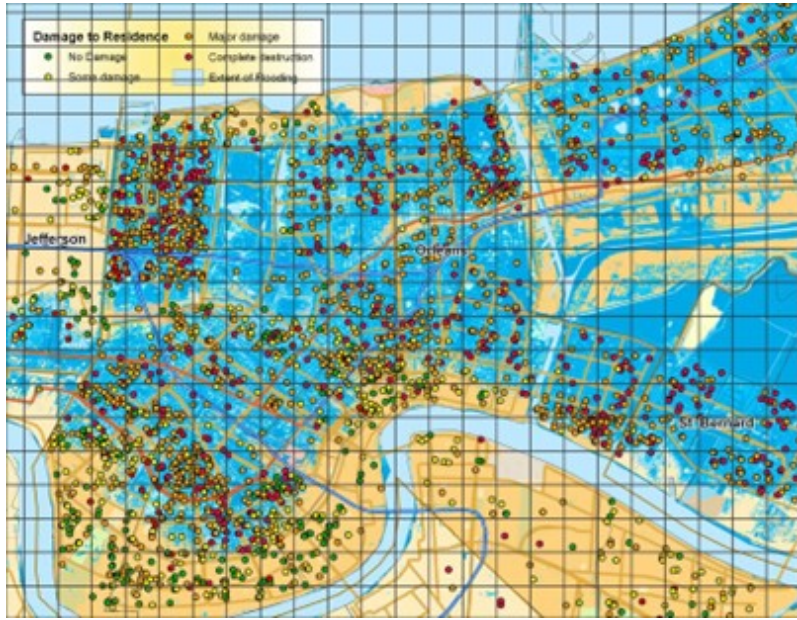 Damage to Residence
No Damage
Some damage
Major damage
Complete destruction
Extent of Flooding
Jefferson
Orleans
St. Bernard